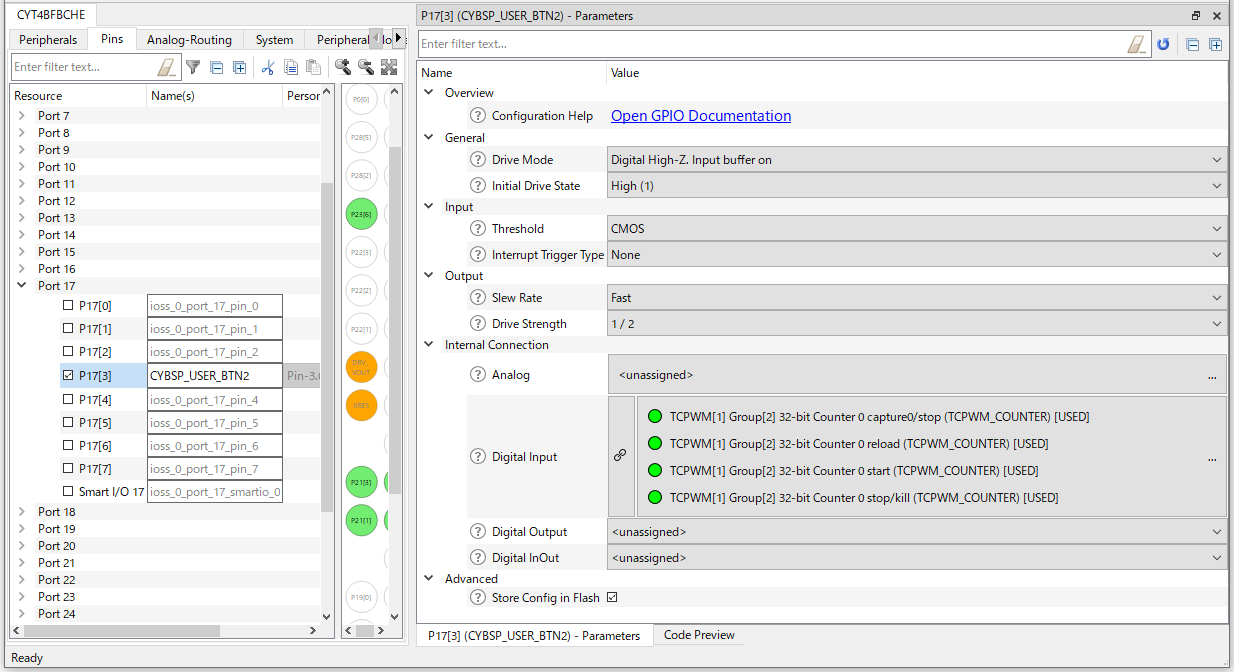 CYT4BFBCHE
Peripherals Pins Analog-Routing System Peripheral
Enter filter text...
Resource Name(s) Person
Port 7
Port 8
Port 9
Port 10
Port 11
Port 12
Port 13
Port 14
Port 15
Port 16
Port 17
P17[0] ioss_0_port_17_pin_0
P17[1] ioss_0_port_17_pin_1
P17[2] ioss_0_port_17_pin_2
P17[3] CYBSP_USER_BTN2 Pin-3.
P17[4] ioss_0_port_17_pin_4
P17[5] ioss_0_port_17_pin_5
P17[6] ioss_0_port_17_pin_6
P17[7] ioss_0_port_17_pin_7
Smart I/O 17 ioss_0_port_17_smartio_0
Port 18
Port 19
Port 20
Port 21
Port 22
Port 23
Port 24
P0[0]
P28[5]
P28[2]
P23[6]
P22[3]
P22[2]
P22[1]
DRV_
VOUT
XRES
P21[3]
P21[1]
P19[0]
P17[3] (CYBSP_USER_BTN2) - Parameters
Enter filter text...
Name Value
Overview
Configuration Help Open GPIO Documentation
General
Drive Mode Digital High-Z. Input buffer on
Initial Drive State High (1)
Input
Threshold CMOS
Interrupt Trigger Type None
Output
Slew Rate Fast
Drive Strength 1 / 2
Internal Connection
Analog <unassigned> ...
Digital Input
TCPWM[1] Group[2] 32-bit Counter 0 capture0/stop (TCPWM_COUNTER) [USED]
TCPWM[1] Group[2] 32-bit Counter 0 reload (TCPWM_COUNTER) [USED]
TCPWM[1] Group[2] 32-bit Counter 0 start (TCPWM_COUNTER) [USED]
TCPWM[1] Group[2] 32-bit Counter 0 stop/kill (TCPWM_COUNTER) [USED]
...
Digital Output <unassigned>
Digital InOut <unassigned>
Advanced
Store Config in Flash
P17[3] (CYBSP_USER_BTN2) - Parameters Code Preview
Ready